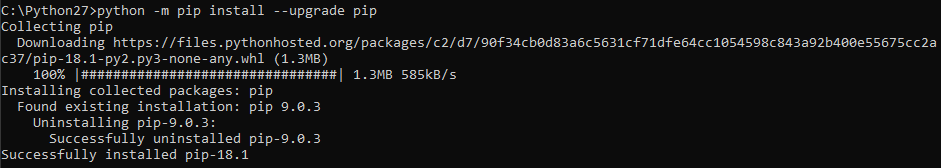 C:\Python27>python -m pip install --upgrade pip
Collecting pip
  Downloading https://files.pythonhosted.org/packages/c2/d7/90f34cb0d83a6c5631cf71dfe64cc1054598c843a92b400e55675cc2a
c37/pip-18.1-py2.py3-none-any.whl (1.3MB)
    100% |################################| 1.3MB 585kB/s
Installing collected packages: pip
  Found existing installation: pip 9.0.3
    Uninstalling pip-9.0.3:
      Successfully uninstalled pip-9.0.3
Successfully installed pip-18.1